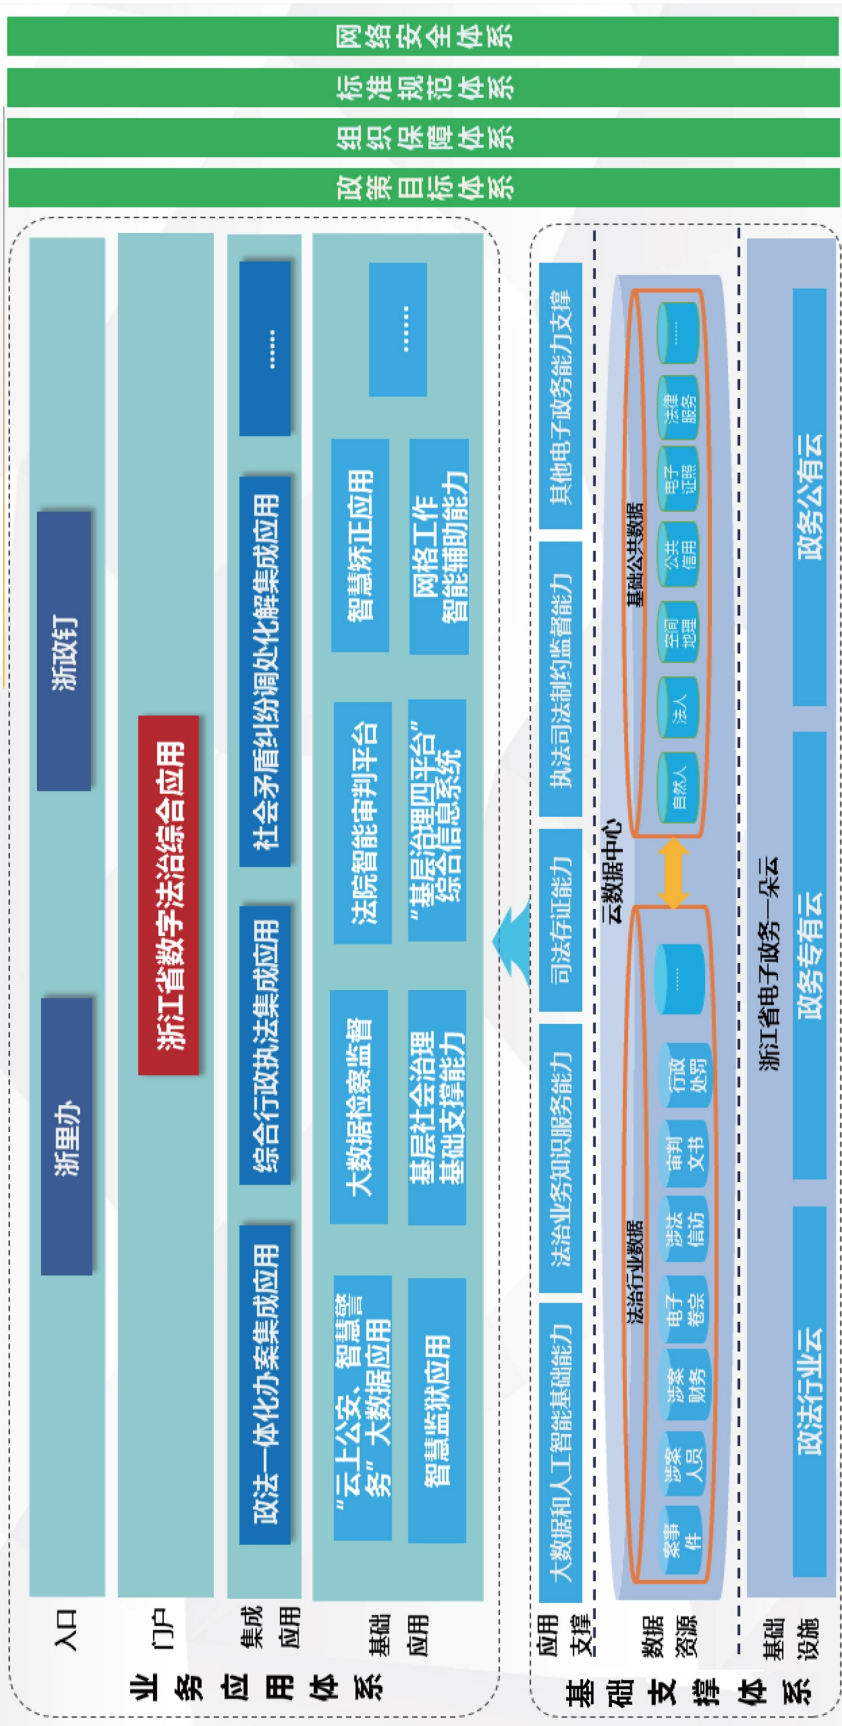 业务应用体系
入口
浙里办
浙政钉
门户
浙江省数字法治综合应用
集成
应用
政法一体化办案集成应用
综合行政执法集成应用
社会矛盾纠纷调处化解集成应用
······
基础
应用
“云上公安、智慧警
务”大数据应用
大数据检察监督
法院智能审判平台
智慧矫正应用
······
智慧监狱应用
基层社会治理
基础支撑能力
“基层治理四平台”
综合信息系统
网格工作
智能辅助能力
基础支撑体系
应用
支撑
大数据和人工智能基础能力
法治业务知识服务能力
司法存证能力
执法司法制约监督能力
其他电子政务能力支撑
数据
资源
云数据中心
法治行业数据
案事
件
涉案
人员
涉案
财务
电子
卷宗
涉法
信访
审判
文书
行政
处罚
······
基础公共数据
自然人
法人
空间
地理
公共
信用
电子
证照
法律
服务
······
基础
设施
浙江省电子政务一朵云
政法行业云
政务专有云
政务公有云
政策目标体系
组织保障体系
标准规范体系
网络安全体系